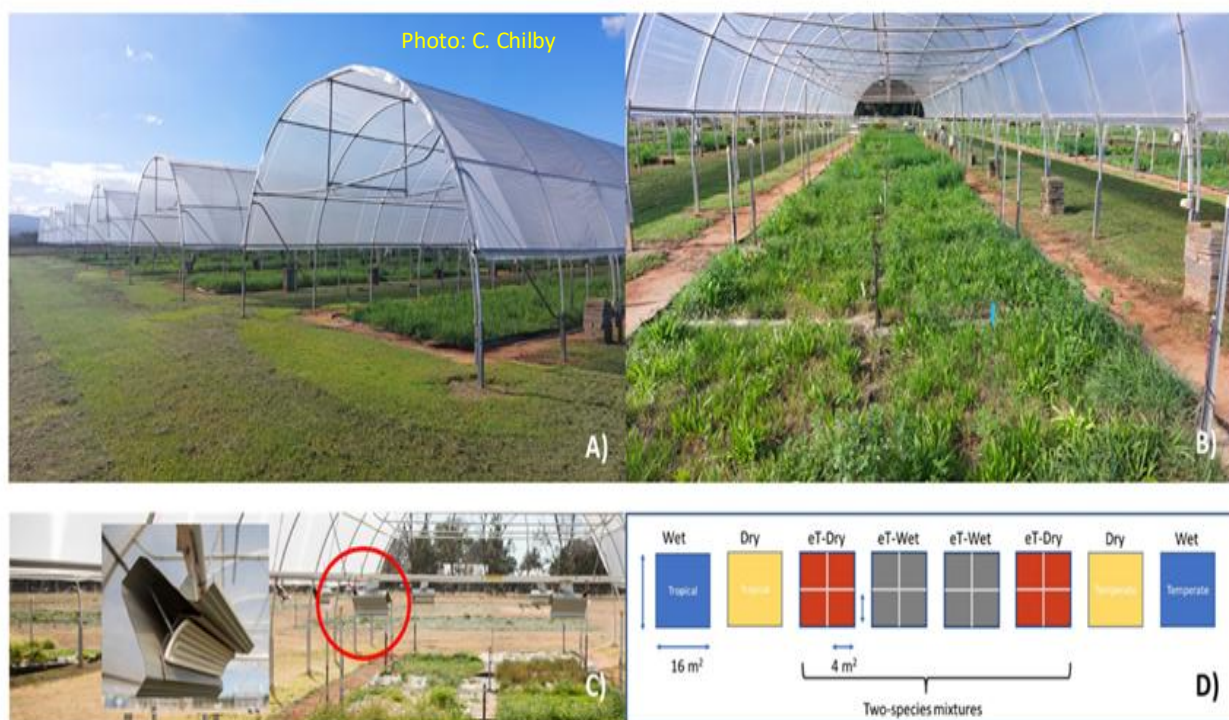 Photo: C. Chilby
A)
B)
C)
Wet
Dry
eT-Dry
eT-Wet
eT-Wet
eT-Dry
Dry
Wet
Tropical
Tropical
Temperate
Temperate
16 m²
4 m²
Two-species mixtures
D)